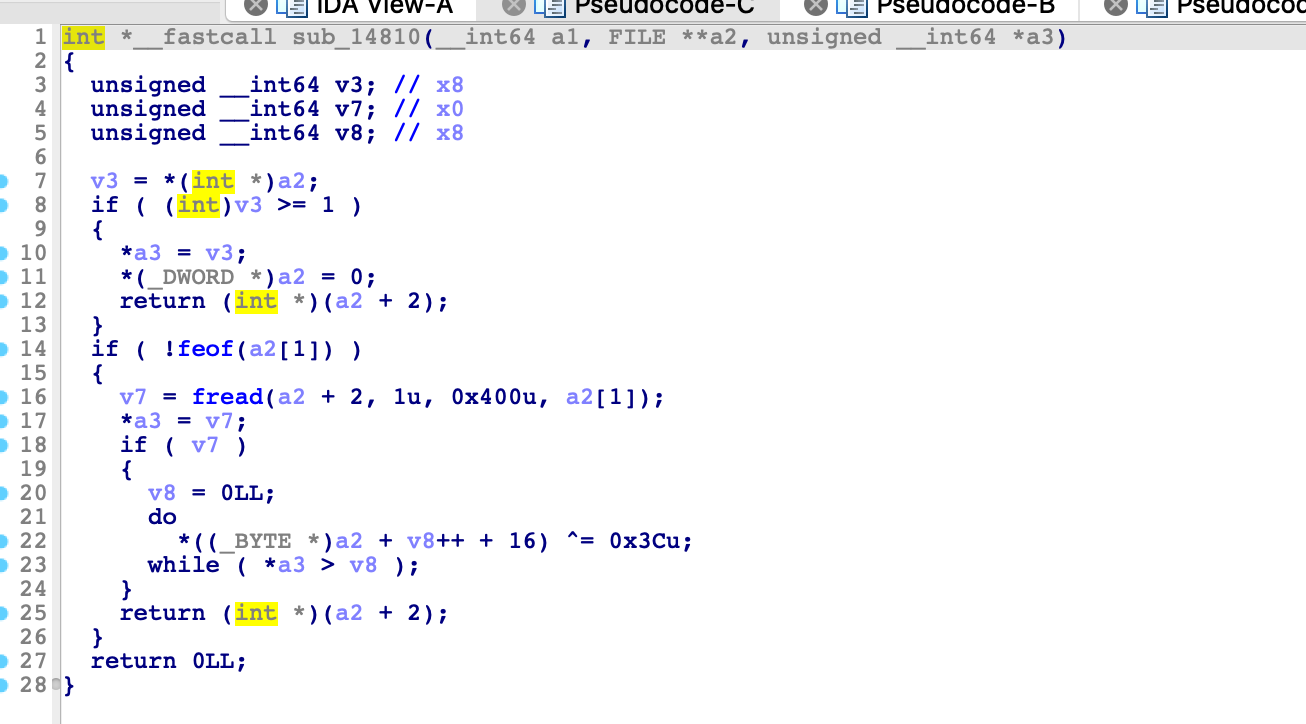 IDA View-A Pseudocode-C Pseudocode-B
1 int *__fastcall sub_14810(__int64 a1, FILE **a2, unsigned __int64 *a3)
2 {
3 unsigned __int64 v3; // x8
4 unsigned __int64 v7; // x0
5 unsigned __int64 v8; // x8
6
7 v3 = *(int *)a2;
8 if ( (int)v3 >= 1 )
9 {
10 *a3 = v3;
11 *(_DWORD *)a2 = 0;
12 return (int *)(a2 + 2);
13 }
14 if ( !feof(a2[1]) )
15 {
16 v7 = fread(a2 + 2, 1u, 0x400u, a2[1]);
17 *a3 = v7;
18 if ( v7 )
19 {
20 v8 = 0LL;
21 do
22 *((_BYTE *)a2 + v8++ + 16) ^= 0x3Cu;
23 while ( *a3 > v8 );
24 }
25 return (int *)(a2 + 2);
26 }
27 return 0LL;
28 }